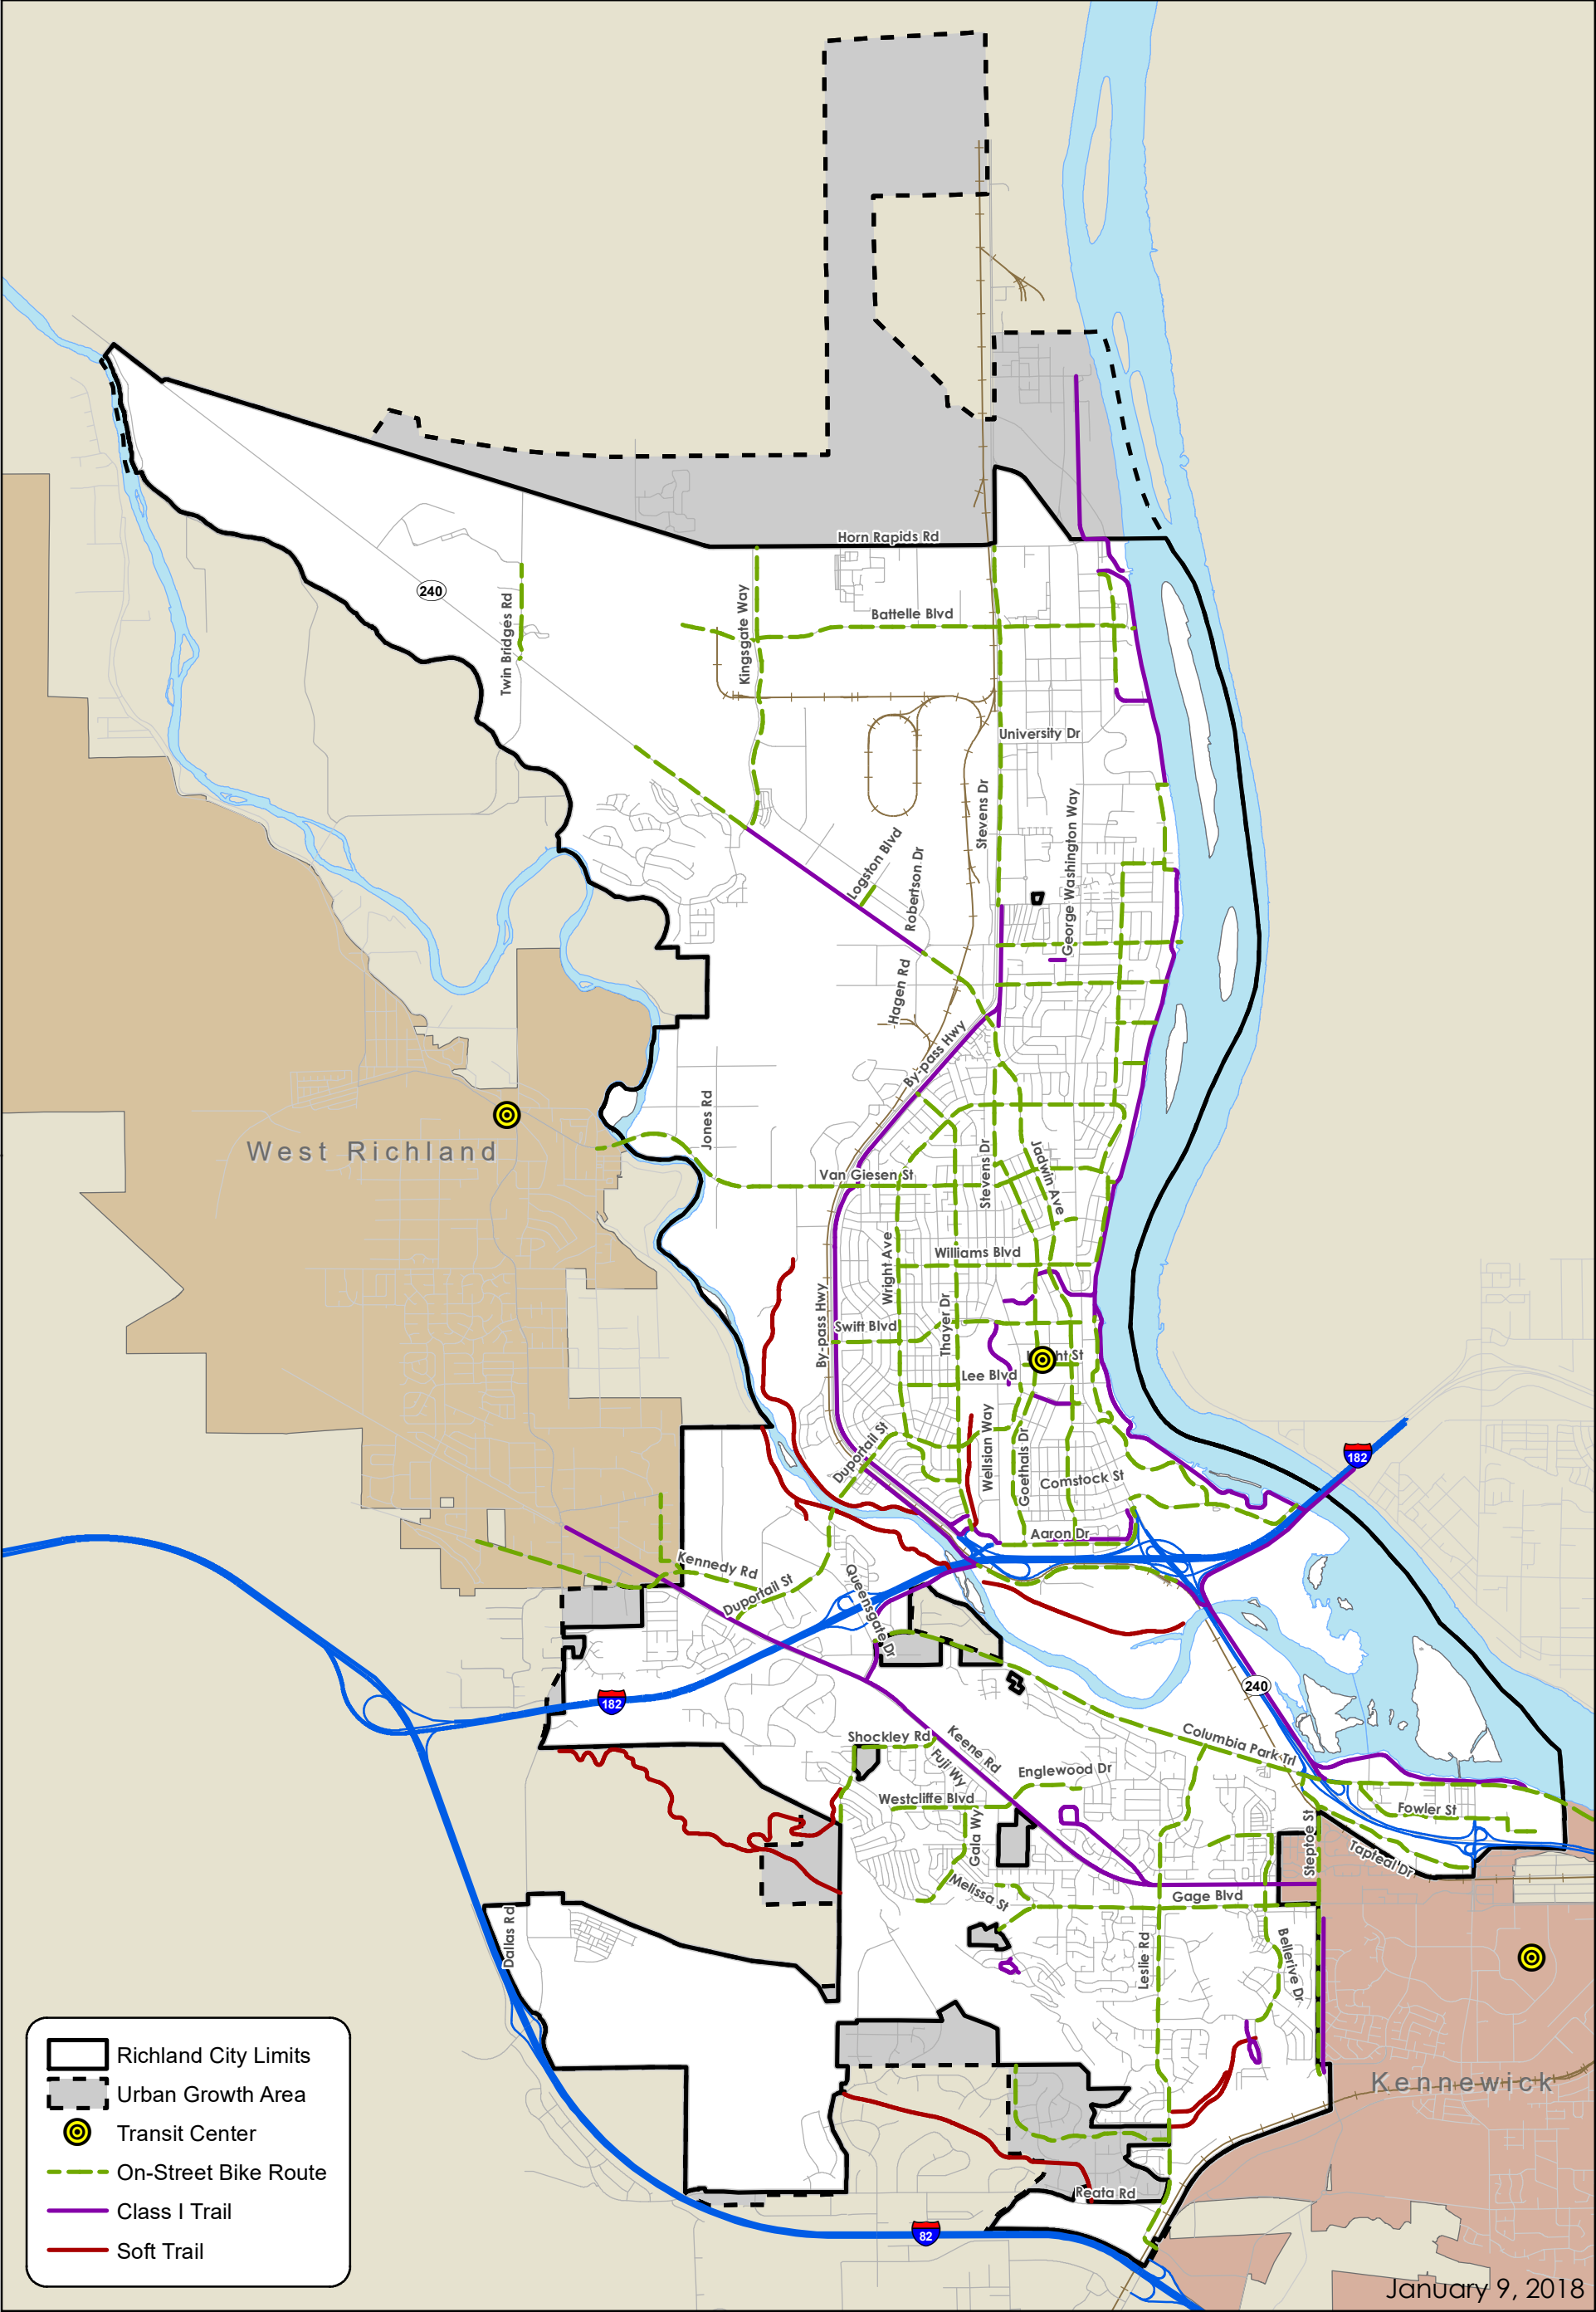 Horn Rapids Rd
240
Twin Bridges Rd
Kingsgate Way
Battelle Blvd
University Dr
Stevens Dr
George Washington Way
Logston Blvd
Robertson Dr
Hagen Rd
By-pass Hwy
West Richland
Jones Rd
Van Giesen St
Stevens Dr
Jadwin Ave
Wright Ave
Williams Blvd
By-pass Hwy
Swift Blvd
Thayer Dr
Lee Blvd
Duportail St
Wellsian Way
Goethals Dr
Comstock St
Aaron Dr
182
Kennedy Rd
Duportail St
Queensgate Dr
182
240
Shockley Rd
Keene Rd
Fuji Wy
Columbia Park Trl
Englewood Dr
Westcliffe Blvd
Gala Wy
Fowler St
Steptoe St
Tapteal Dr
Melissa St
Gage Blvd
Dallas Rd
Leslie Rd
Bellerive Dr
Kennewick
Reata Rd
82
Richland City Limits
Urban Growth Area
Transit Center
On-Street Bike Route
Class I Trail
Soft Trail
January 9, 2018